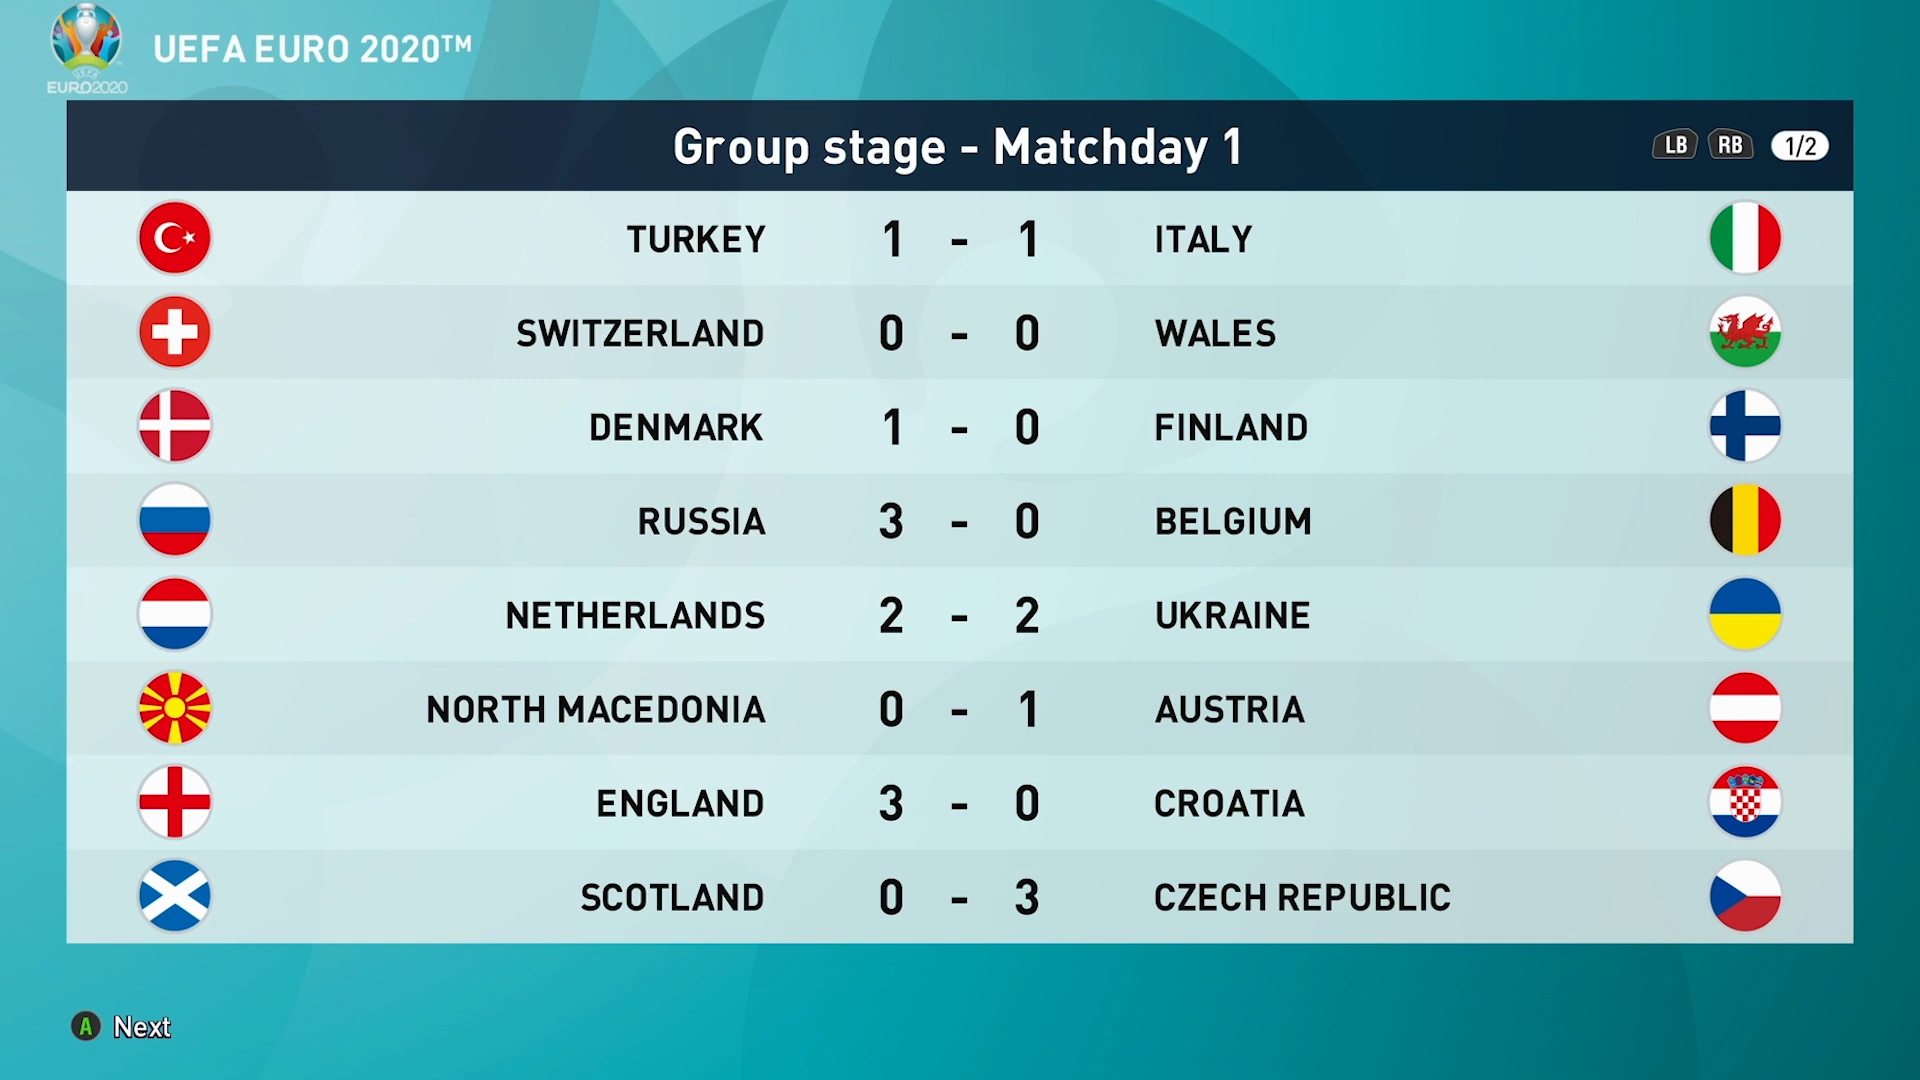 UEFA EURO 2020™
UEFA
EURO2020
Group stage - Matchday 1
LB RB 1/2
TURKEY 1 - 1 ITALY
SWITZERLAND 0 - 0 WALES
DENMARK 1 - 0 FINLAND
RUSSIA 3 - 0 BELGIUM
NETHERLANDS 2 - 2 UKRAINE
NORTH MACEDONIA 0 - 1 AUSTRIA
ENGLAND 3 - 0 CROATIA
SCOTLAND 0 - 3 CZECH REPUBLIC
A Next